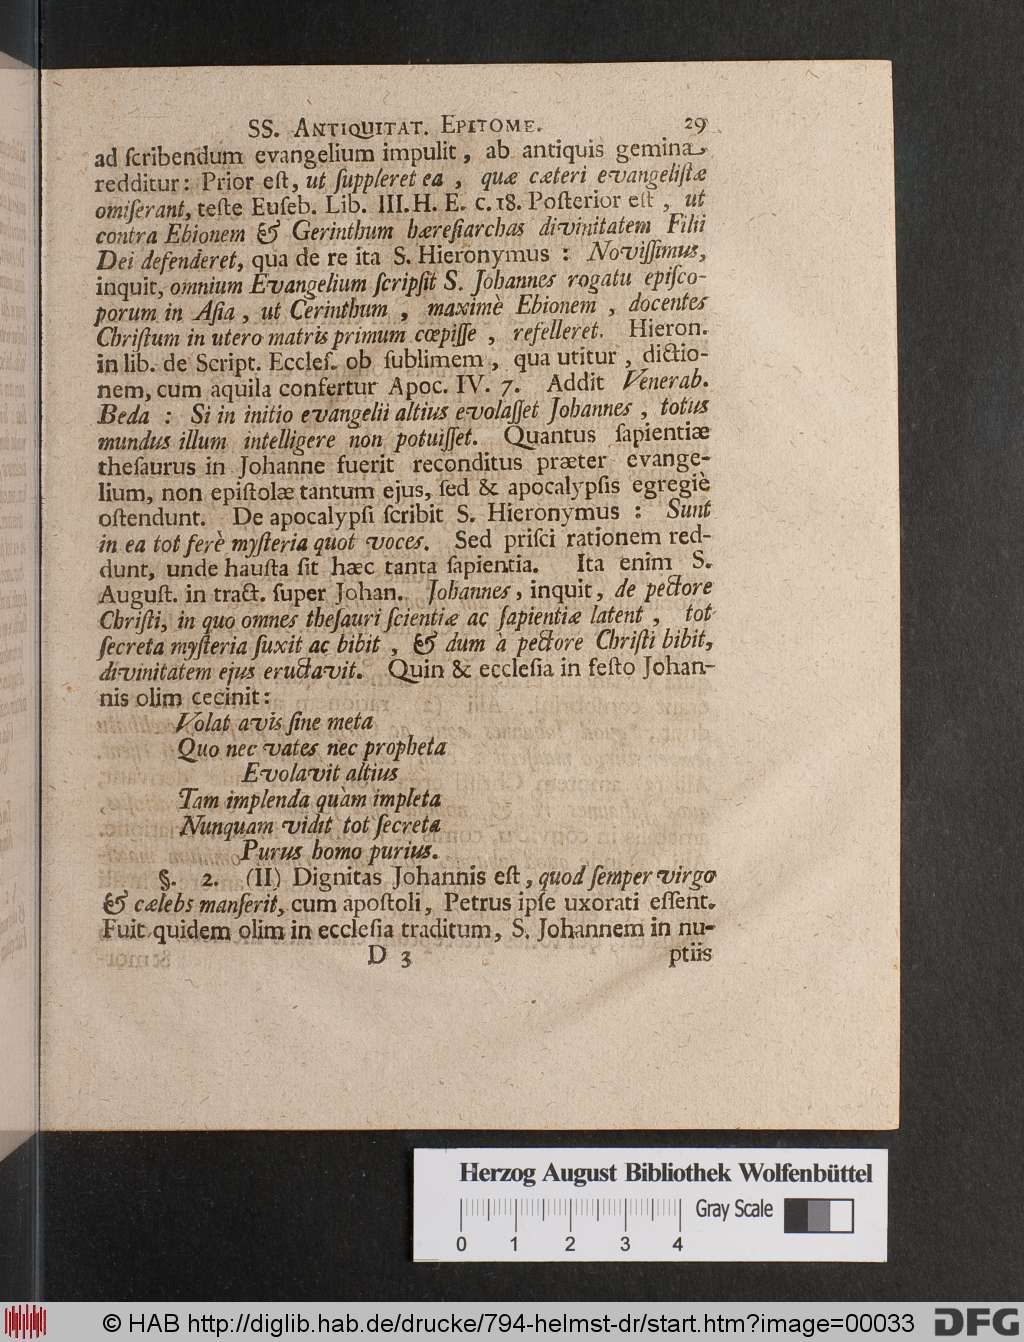 SS. ANTIQUITAT. EPITOME. 29
ad ſcribendum evangelium impulit, ab antiquis gemina
redditur: Prior eſt, ut ſuppleret ea, quæ cæteri evangeliſtæ
omiſerant, teſte Euſeb. Lib. III. H. E. c. 18. Poſterior eſt, ut
contra Ebionem & Gerinthum hæreſiarchas divinitatem Filii
Dei defenderet, qua de re ita S. Hieronymus: Noviſſimus,
inquit, omnium Evangelium ſcripſit S. Johannes rogatu epiſco-
porum in Aſia, ut Cerinthum, maximè Ebionem, docentes
Chriſtum in utero matris primum cœpiſſe, refelleret. Hieron.
in lib. de Script. Eccleſ. ob ſublimem, qua utitur, dictio-
nem, cum aquila confertur Apoc. IV. 7. Addit Venerab.
Beda: Si in initio evangelii altius evolaſſet Johannes, totus
mundus illum intelligere non potuiſſet. Quantus ſapientiæ
theſaurus in Johanne fuerit reconditus præter evange-
lium, non epiſtolæ tantum ejus, ſed & apocalypſis egregiè
oſtendunt. De apocalypſi ſcribit S. Hieronymus: Sunt
in ea tot ferè myſteria quot voces. Sed priſci rationem red-
dunt, unde hauſta ſit hæc tanta ſapientia. Ita enim S.
Auguſt. in tract. ſuper Johan. Johannes, inquit, de pectore
Chriſti, in quo omnes theſauri ſcientiæ ac ſapientiæ latent, tot
ſecreta myſteria ſuxit ac bibit, & dum à pectore Chriſti bibit,
divinitatem ejus eructavit. Quin & eccleſia in feſto Johan-
nis olim cecinit:
Volat avis ſine meta
Quo nec vates nec propheta
Evolavit altius
Tam implenda quàm impleta
Nunquam vidit tot ſecreta
Purus homo purius.
§. 2. (II) Dignitas Johannis eſt, quod ſemper virgo
& cælebs manſerit, cum apoſtoli, Petrus ipſe uxorati eſſent.
Fuit quidem olim in eccleſia traditum, S. Johannem in nu-
D 3 ptiis
Herzog August Bibliothek Wolfenbüttel
Gray Scale
0 1 2 3 4
© HAB http://diglib.hab.de/drucke/794-helmst-dr/start.htm?image=00033 DFG